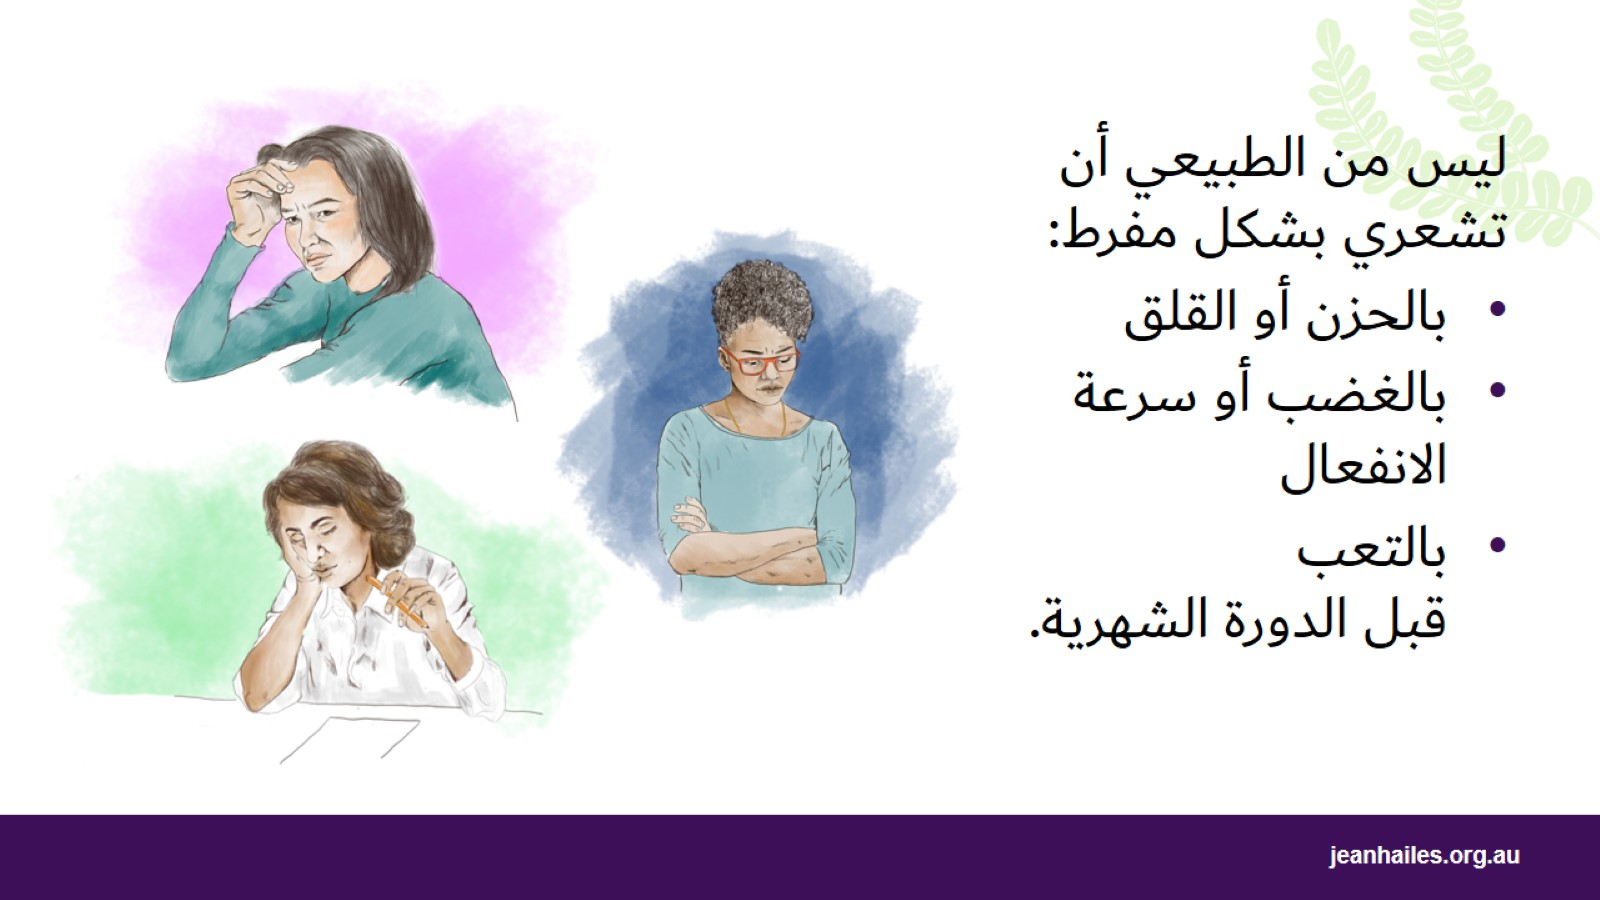 ليس من الطبيعي أن
تشعري بشكل مفرط:
• بالحزن أو القلق
• بالغضب أو سرعة
الانفعال
• بالتعب
قبل الدورة الشهرية.
jeanhailes.org.au